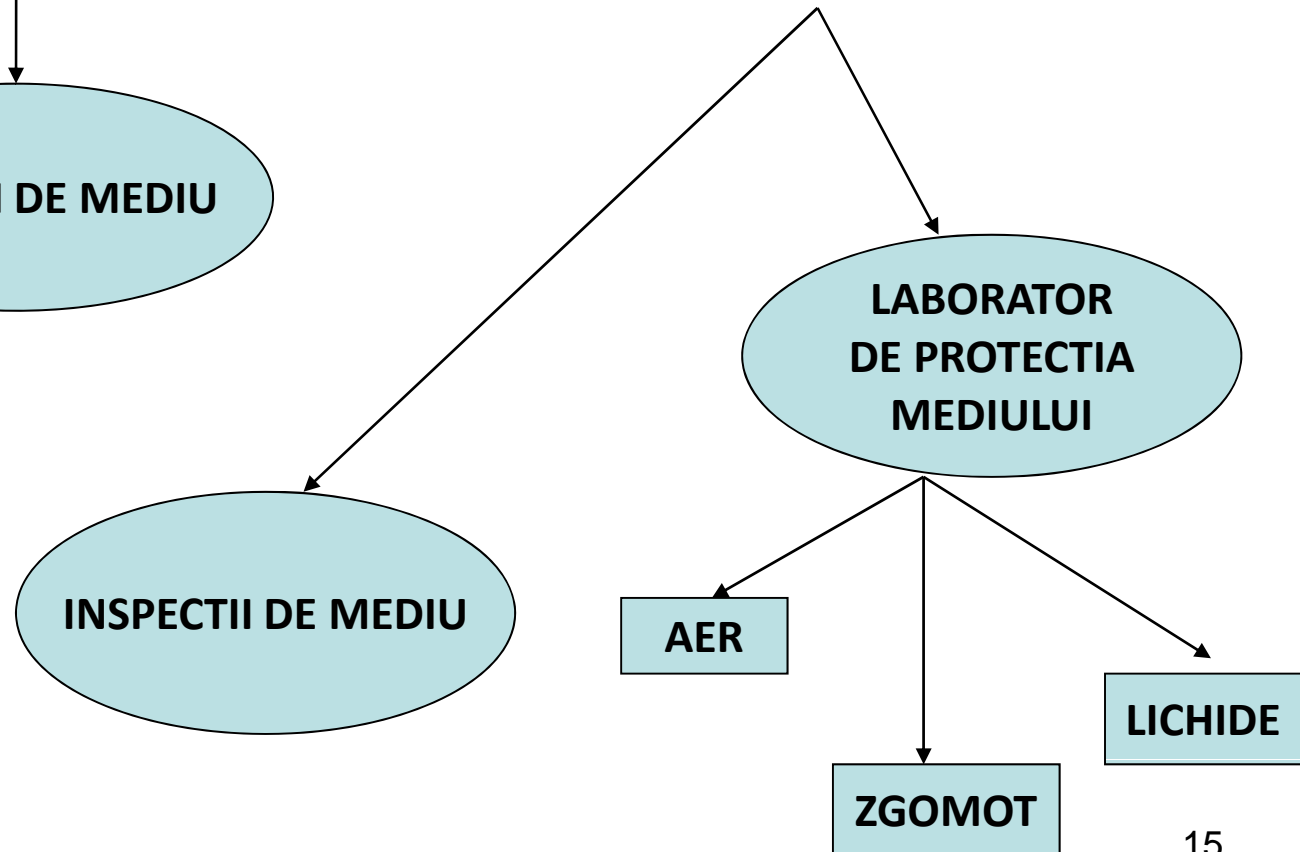 DE MEDIU
LABORATOR
DE PROTECTIA
MEDIULUI
INSPECTII DE MEDIU
AER
LICHIDE
ZGOMOT
15